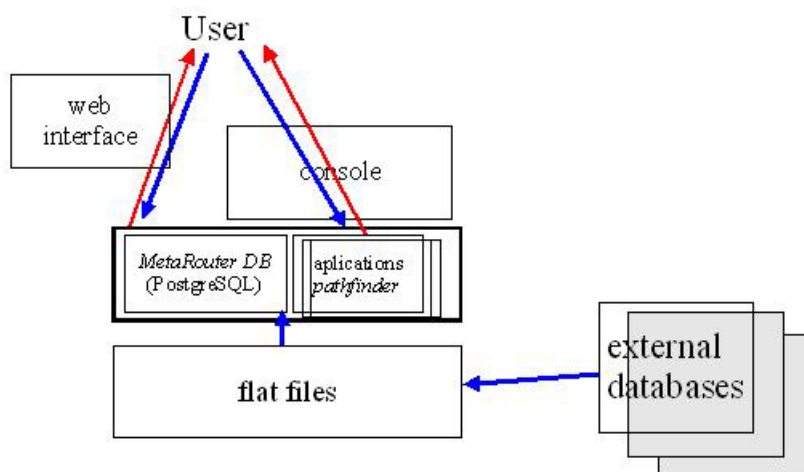 User
web
interface
console
MetaRouter DB
(PostgreSQL)
aplications
pathfinder
flat files
external
databases